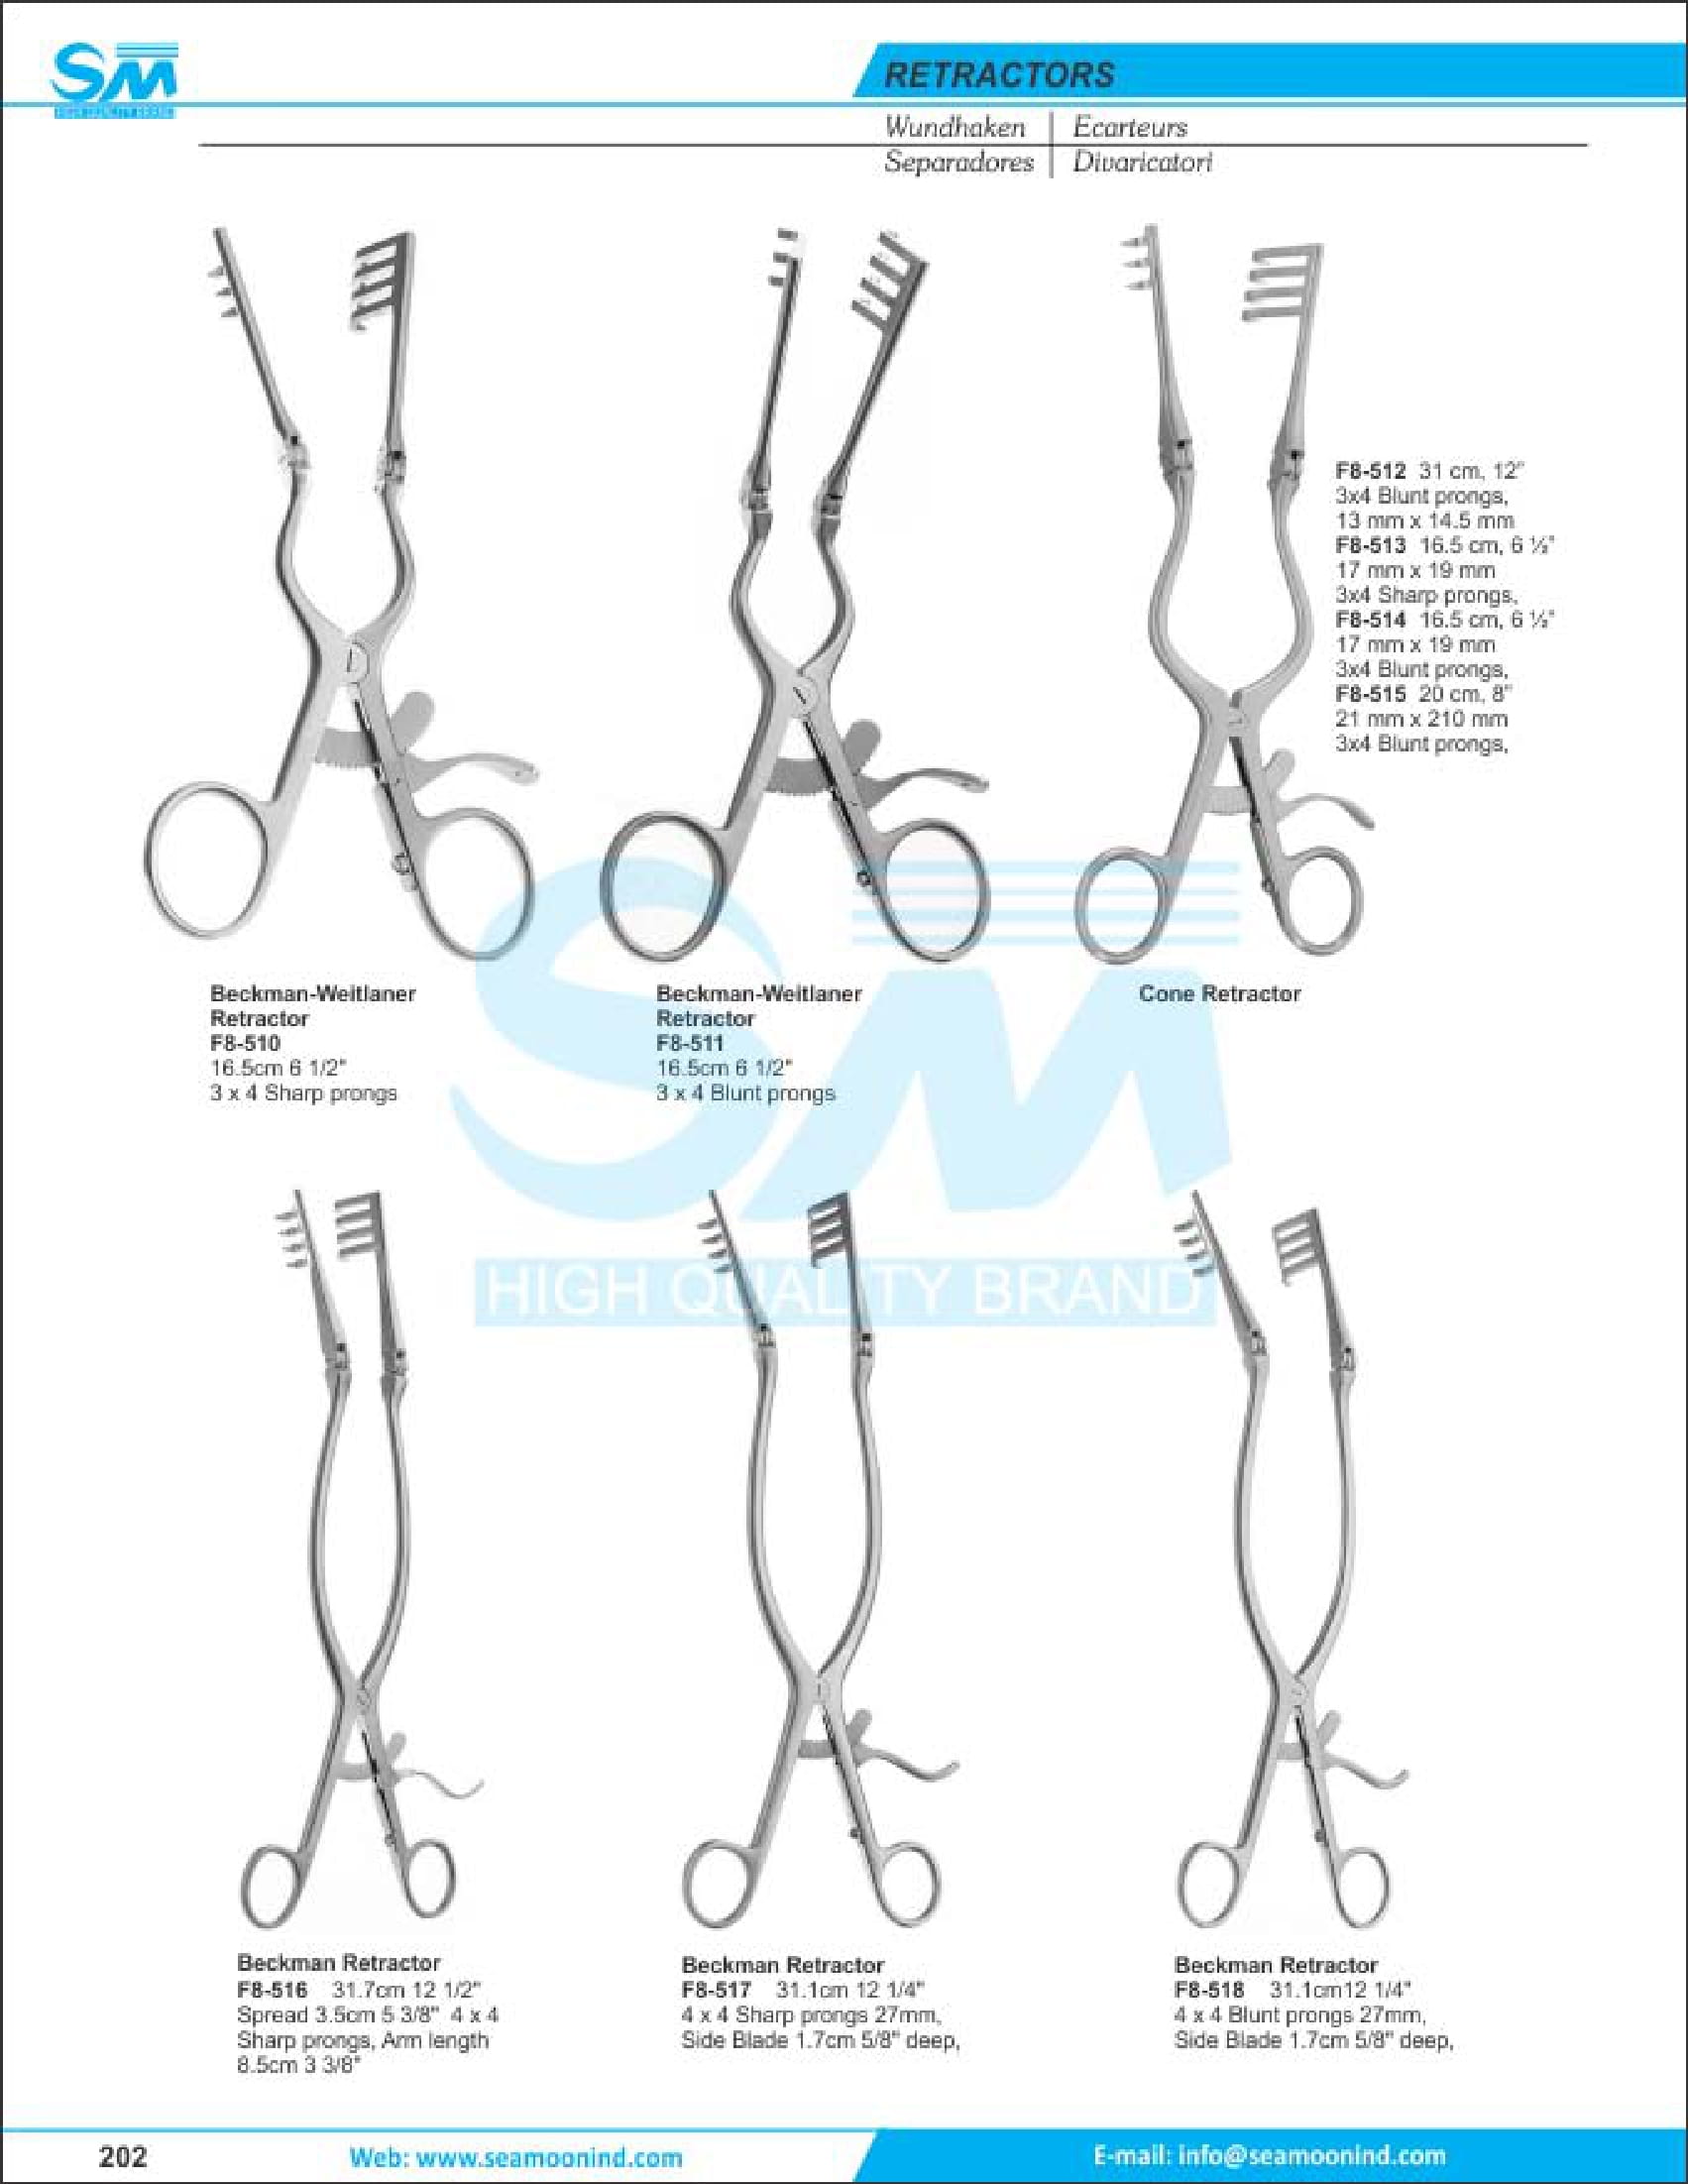 SM
RETRACTORS
Wundhaken
Ecarteurs
Separadores
Divaricatori
F8-512 31 cm, 12"
3x4 Blunt prongs,
13 mm x 14.5 mm
F8-513 16.5 cm, 6 ½"
17 mm x 19 mm
3x4 Sharp prongs,
F8-514 16.5 cm, 6 ½"
17 mm x 19 mm
3x4 Blunt prongs,
F8-515 20 cm, 8"
21 mm x 210 mm
3x4 Blunt prongs,
Beckman-Weitlaner
Retractor
F8-510
16.5cm 6 1/2"
3 x 4 Sharp prongs
Beckman-Weitlaner
Retractor
F8-511
16.5cm 6 1/2"
3 x 4 Blunt prongs
Cone Retractor
SM
HIGH QUALITY BRAND
Beckman Retractor
F8-516 31.7cm 12 1/2"
Spread 3.5cm 5 3/8" 4 x 4
Sharp prongs, Arm length
8.5cm 3 3/8"
Beckman Retractor
F8-517 31.1cm 12 1/4"
4 x 4 Sharp prongs 27mm,
Side Blade 1.7cm 5/8" deep,
Beckman Retractor
F8-518 31.1cm12 1/4"
4 x 4 Blunt prongs 27mm,
Side Blade 1.7cm 5/8" deep,
202
Web: www.seamoonind.com
E-mail: info@seamoonind.com